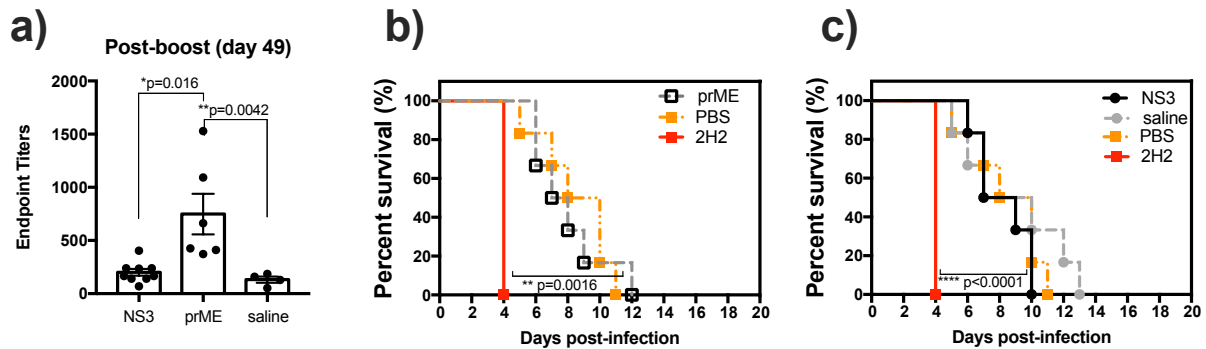 a)
Post-boost (day 49)
Endpoint Titers
2000
1500
1000
500
0
*p=0.016
**p=0.0042
NS3 prME saline
b)
Percent survival (%)
100
80
60
40
20
0
prME
PBS
2H2
** p=0.0016
0 2 4 6 8 10 12 14 16 18 20
Days post-infection
c)
Percent survival (%)
100
80
60
40
20
0
NS3
saline
PBS
2H2
**** p<0.0001
0 2 4 6 8 10 12 14 16 18 20
Days post-infection